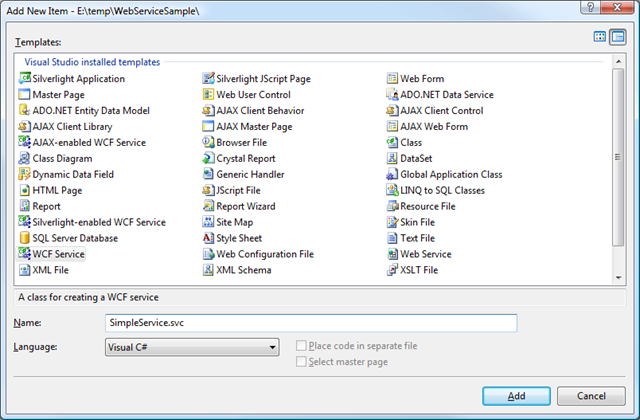 Add New Item - E:\temp\WebServiceSample\
Templates:
Visual Studio installed templates
Silverlight Application Silverlight JScript Page Web Form
Master Page Web User Control ADO.NET Data Service
ADO.NET Entity Data Model AJAX Client Behavior AJAX Client Control
AJAX Client Library AJAX Master Page AJAX Web Form
AJAX-enabled WCF Service Browser File Class
Class Diagram Crystal Report DataSet
Dynamic Data Field Generic Handler Global Application Class
HTML Page JScript File LINQ to SQL Classes
Report Report Wizard Resource File
Silverlight-enabled WCF Service Site Map Skin File
SQL Server Database Style Sheet Text File
WCF Service Web Configuration File Web Service
XML File XML Schema XSLT File
A class for creating a WCF service
Name: SimpleService.svc
Language: Visual C# Place code in separate file
Select master page
Add Cancel